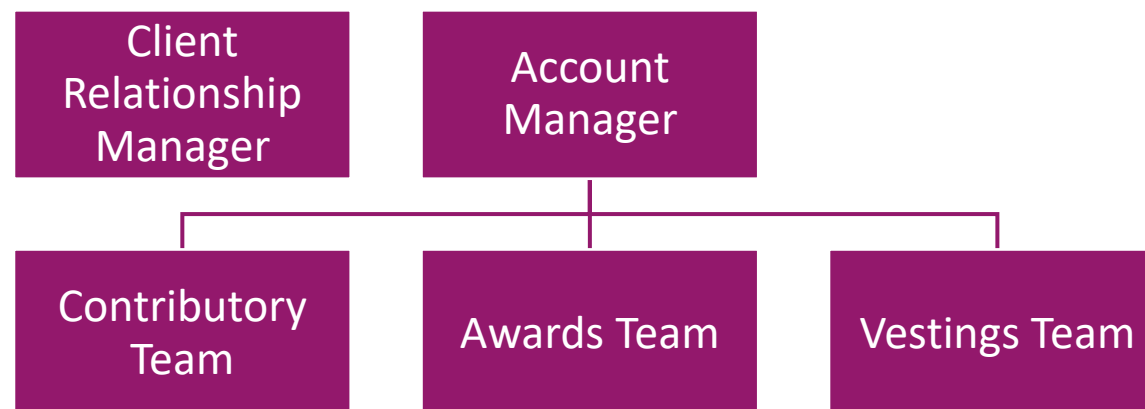 Client
Relationship
Manager
Account
Manager
Contributory
Team
Awards Team
Vestings Team